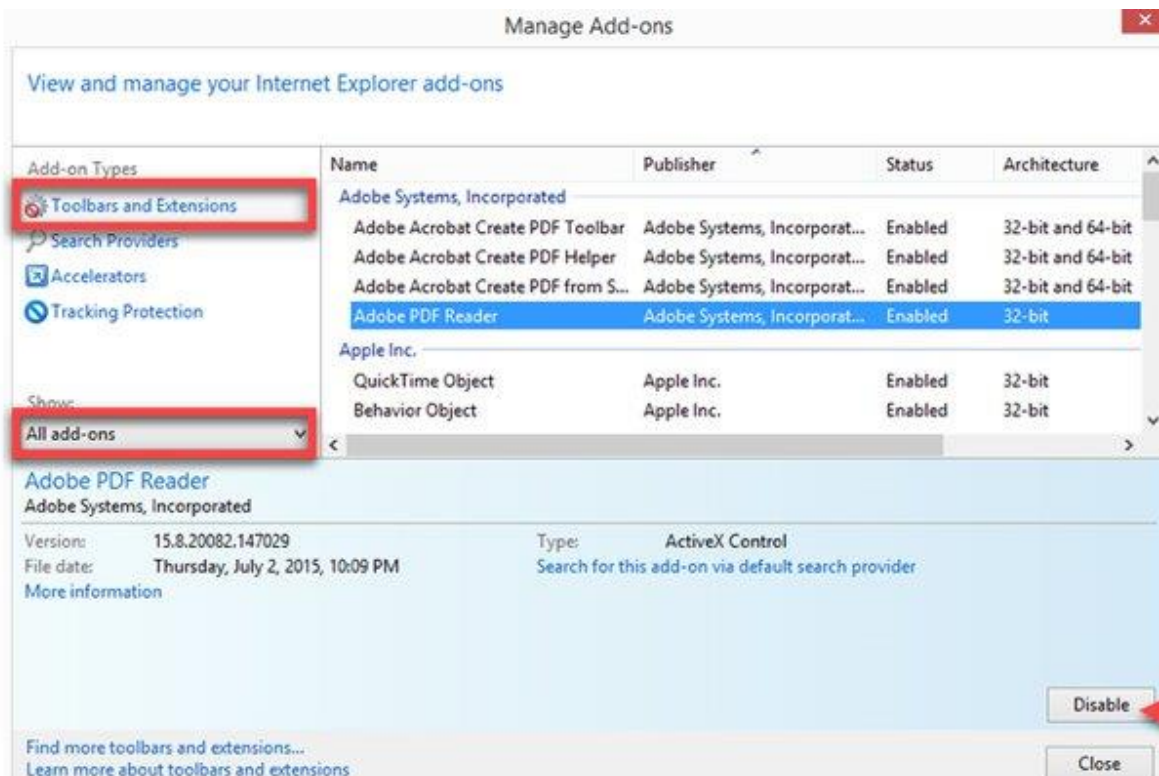 Manage Add-ons
View and manage your Internet Explorer add-ons
Add-on Types
Toolbars and Extensions
Search Providers
Accelerators
Tracking Protection
Show:
All add-ons
Name Publisher Status Architecture
Adobe Systems, Incorporated
Adobe Acrobat Create PDF Toolbar Adobe Systems, Incorporat... Enabled 32-bit and 64-bit
Adobe Acrobat Create PDF Helper Adobe Systems, Incorporat... Enabled 32-bit and 64-bit
Adobe Acrobat Create PDF from S... Adobe Systems, Incorporat... Enabled 32-bit and 64-bit
Adobe PDF Reader Adobe Systems, Incorporat... Enabled 32-bit
Apple Inc.
QuickTime Object Apple Inc. Enabled 32-bit
Behavior Object Apple Inc. Enabled 32-bit
Adobe PDF Reader
Adobe Systems, Incorporated
Version: 15.8.20082.147029 Type: ActiveX Control
File date: Thursday, July 2, 2015, 10:09 PM Search for this add-on via default search provider
More information
Disable
Find more toolbars and extensions...
Learn more about toolbars and extensions
Close